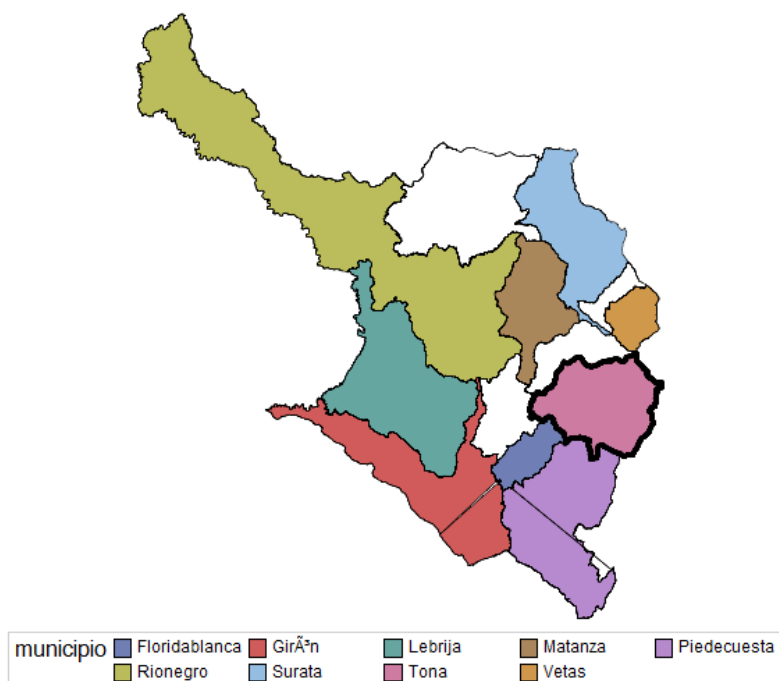 municipio Floridablanca GirÃ³n Lebrija Matanza Piedecuesta
Rionegro Surata Tona Vetas